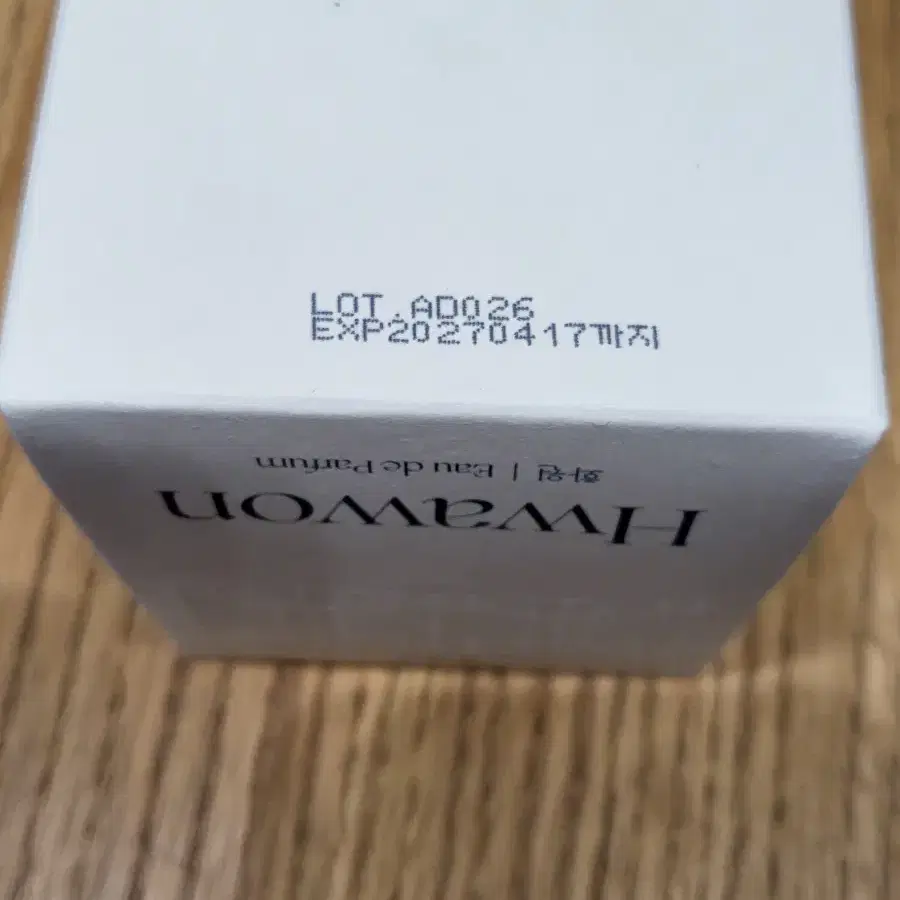 LOT.AD026
EXP20270417까지
Hwawon
화원 | Eau de Parfum